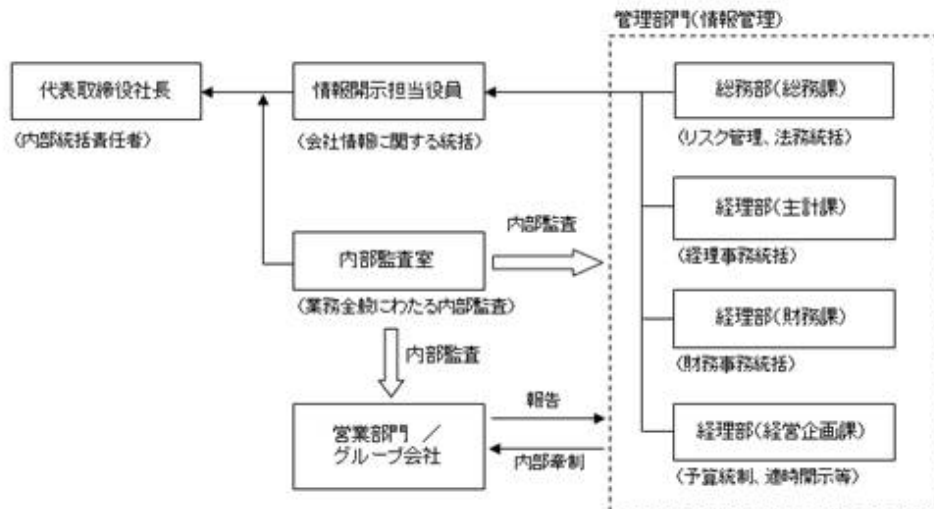 管理部門(情報管理)
代表取締役社長
(内部統括責任者)
情報開示担当役員
(会社情報に関する統括)
総務部(総務課)
(リスク管理、法務統括)
経理部(主計課)
(経理事務統括)
内部監査
内部監査室
(業務全般にわたる内部監査)
経理部(財務課)
(財務事務統括)
内部監査
営業部門 /
グループ会社
報告
内部牽制
経理部(経営企画課)
(予算統制、適時開示等)